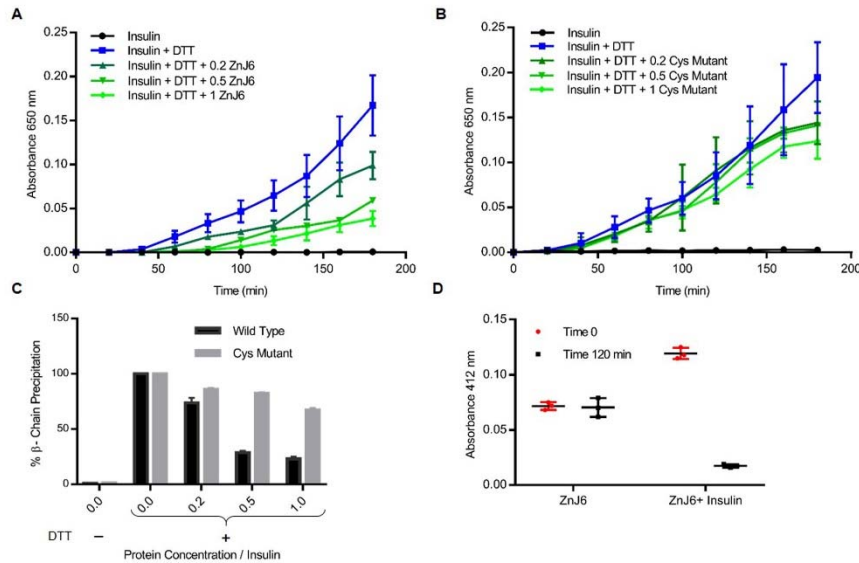 A
Insulin
Insulin + DTT
Insulin + DTT + 0.2 ZnJ6
Insulin + DTT + 0.5 ZnJ6
Insulin + DTT + 1 ZnJ6
Absorbance 650 nm
0.25
0.20
0.15
0.10
0.05
0.00
0 50 100 150 200
Time (min)
B
Insulin
Insulin + DTT
Insulin + DTT + 0.2 Cys Mutant
Insulin + DTT + 0.5 Cys Mutant
Insulin + DTT + 1 Cys Mutant
Absorbance 650 nm
0.25
0.20
0.15
0.10
0.05
0.00
0 50 100 150 200
Time (min)
C
Wild Type
Cys Mutant
% β- Chain Precipitation
150
100
50
0
0.0 0.0 0.2 0.5 1.0
DTT – +
Protein Concentration / Insulin
D
Time 0
Time 120 min
Absorbance 412 nm
0.15
0.10
0.05
0.00
ZnJ6 ZnJ6+ Insulin